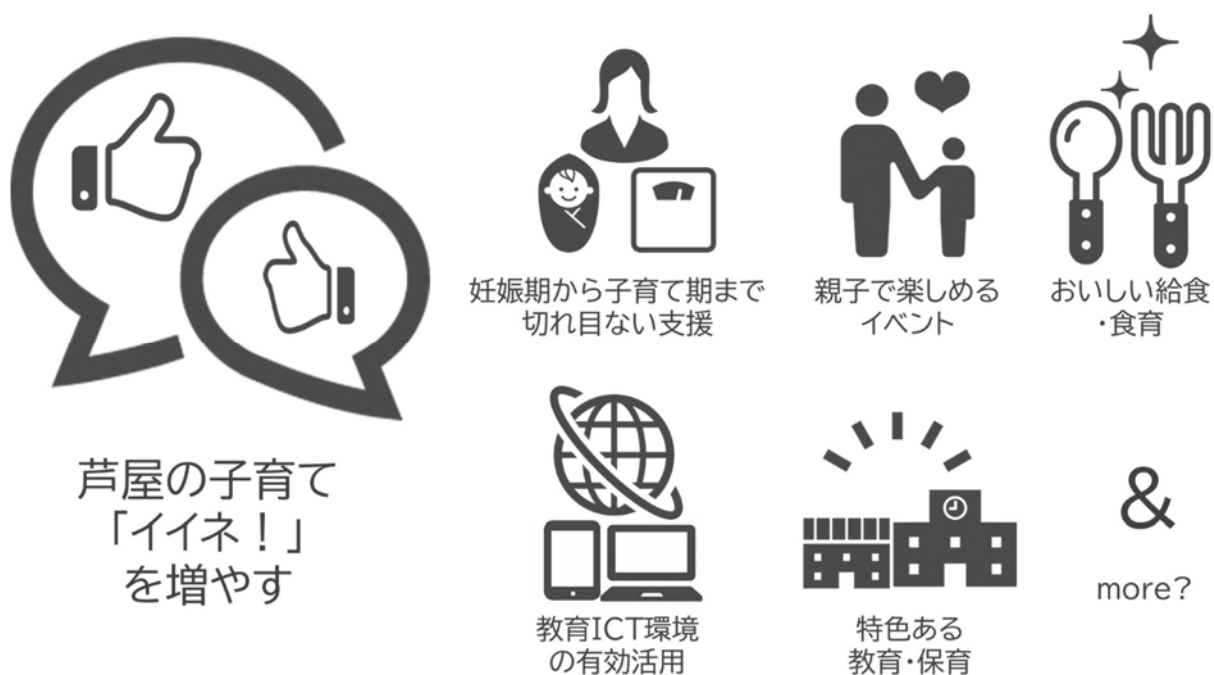 芦屋の子育て
「イイネ！」
を増やす
妊娠期から子育て期まで
切れ目ない支援
親子で楽しめる
イベント
おいしい給食
・食育
教育ICT環境
の有効活用
特色ある
教育・保育
&
more?